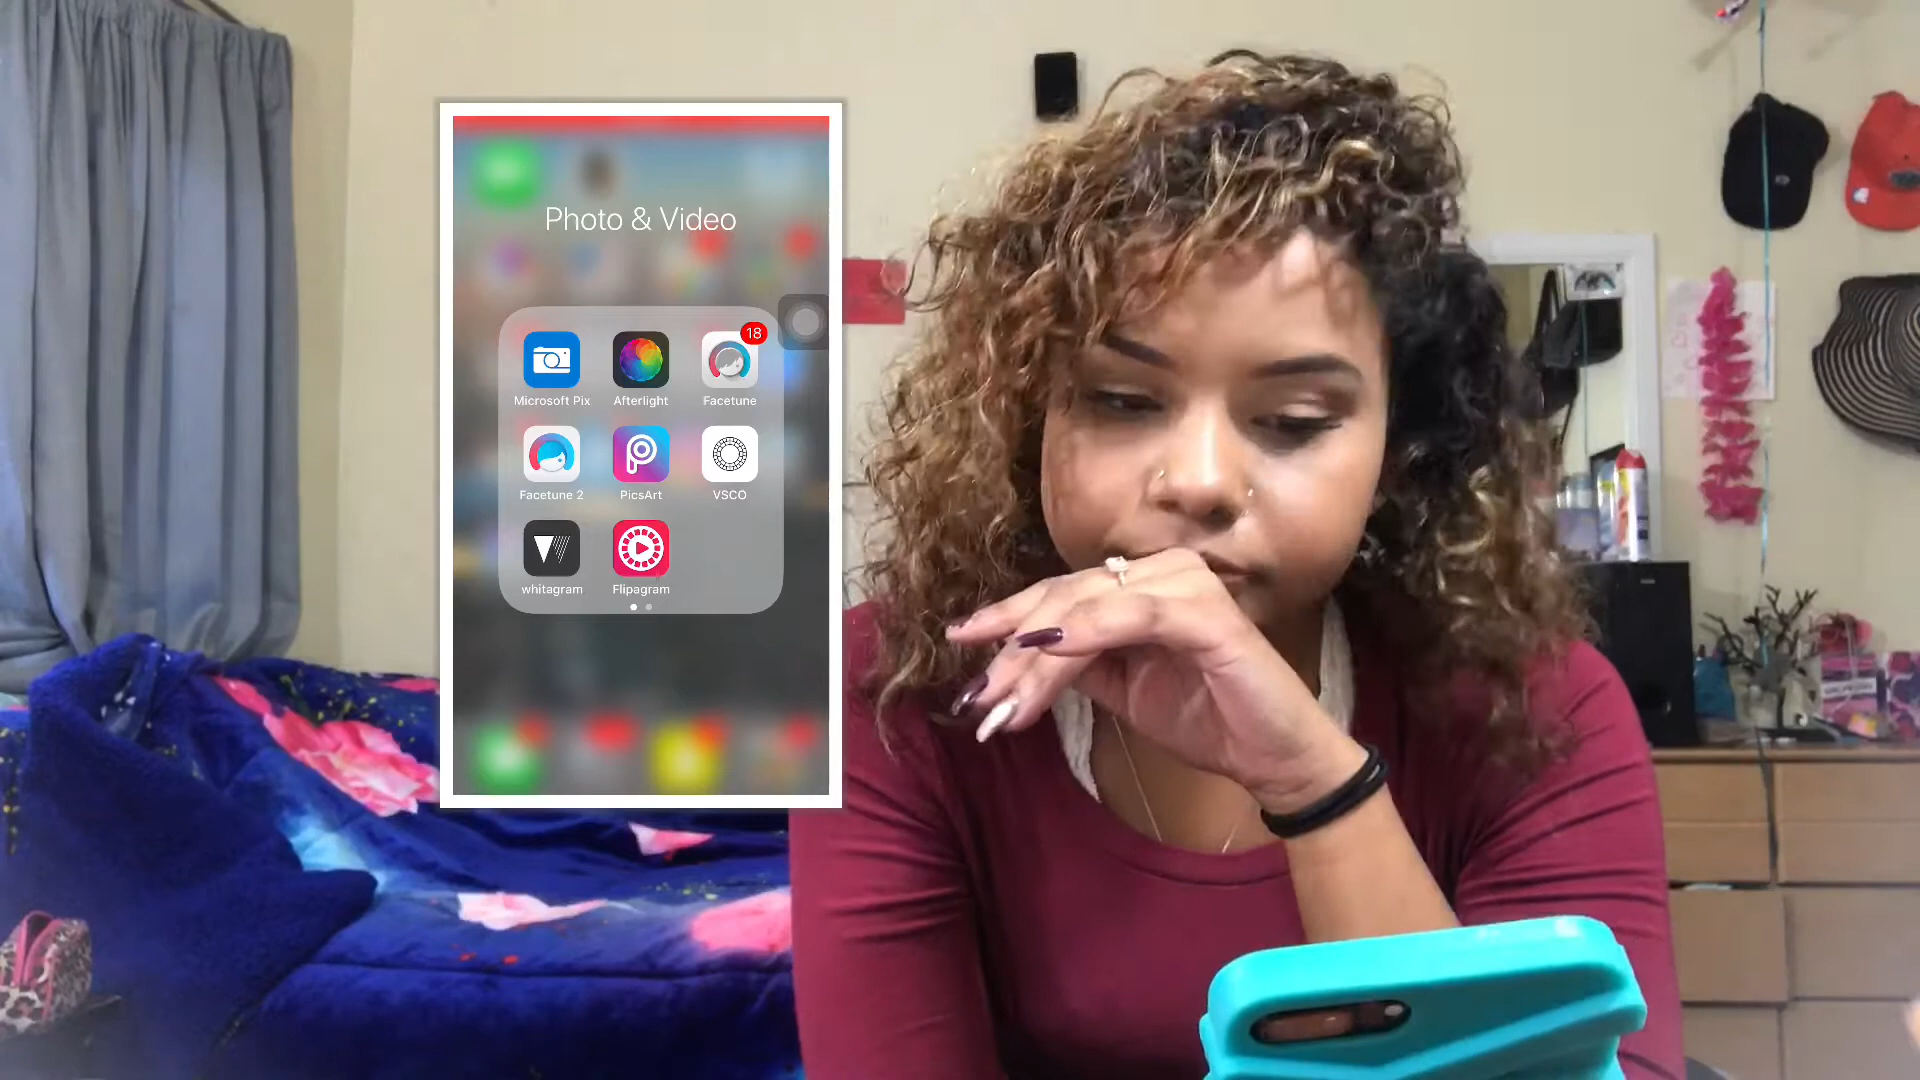 Photo & Video
18
Microsoft Pix Afterlight Facetune
Facetune 2 PicsArt VSCO
whitagram Flipagram